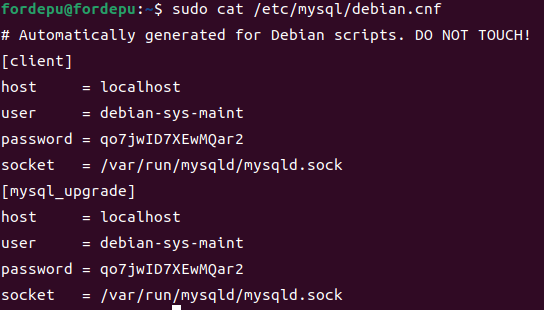 fordepu@fordepu:~$ sudo cat /etc/mysql/debian.cnf
# Automatically generated for Debian scripts. DO NOT TOUCH!
[client]
host     = localhost
user     = debian-sys-maint
password = qo7jwID7XEwMQar2
socket   = /var/run/mysqld/mysqld.sock
[mysql_upgrade]
host     = localhost
user     = debian-sys-maint
password = qo7jwID7XEwMQar2
socket   = /var/run/mysqld/mysqld.sock